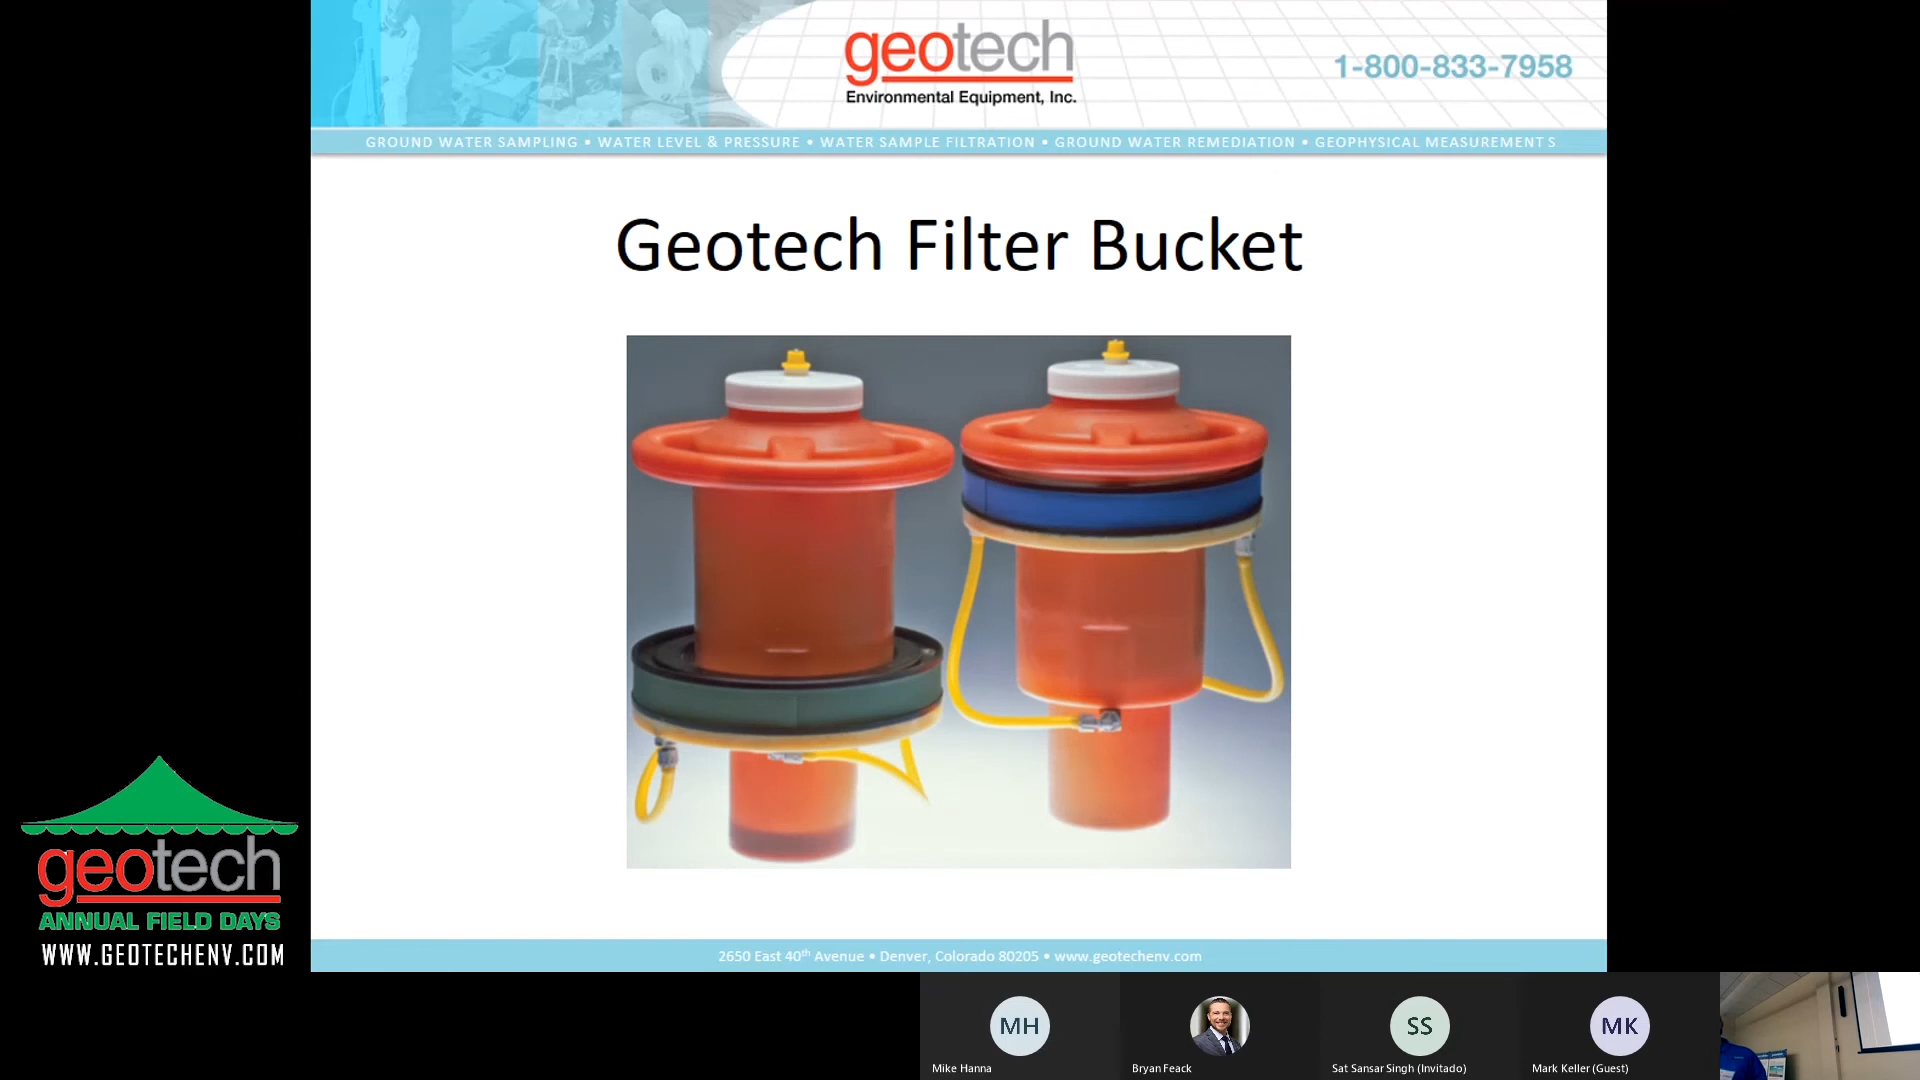 geotech
Environmental Equipment, Inc.
1-800-833-7958
GROUND WATER SAMPLING • WATER LEVEL & PRESSURE • WATER SAMPLE FILTRATION • GROUND WATER REMEDIATION • GEOPHYSICAL MEASUREMENTS
Geotech Filter Bucket
geotech
ANNUAL FIELD DAYS
WWW.GEOTECHENV.COM
2650 East 40th Avenue • Denver, Colorado 80205 • www.geotechenv.com
MH
SS
MK
Mike Hanna
Bryan Feack
Sat Sansar Singh (Invitado)
Mark Keller (Guest)